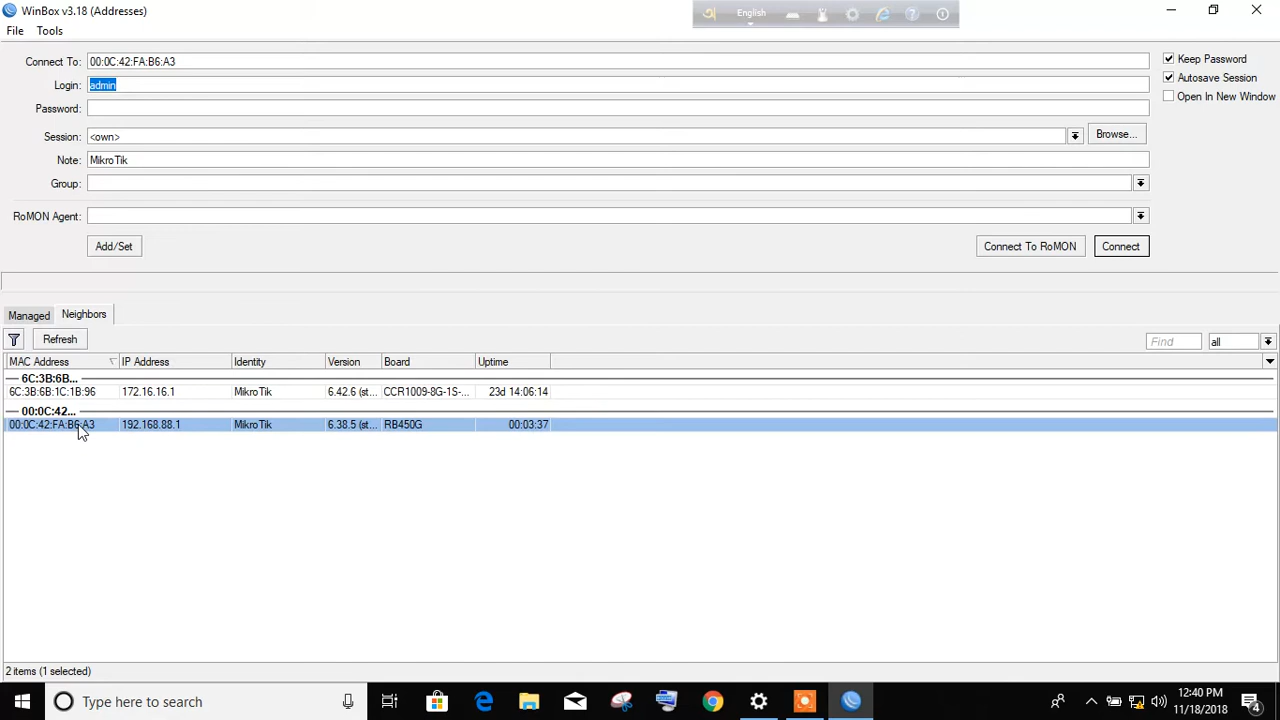 WinBox v3.18 (Addresses)
English
File Tools
Connect To: 00:0C:42:FA:B6:A3
Keep Password
Login: admin
Autosave Session
Open In New Window
Password:
Session: <own> Browse...
Note: MikroTik
Group:
RoMON Agent:
Add/Set Connect To RoMON Connect
Managed Neighbors
Refresh Find all
MAC Address IP Address Identity Version Board Uptime
6C:3B:6B...
6C:3B:6B:1C:1B:96 172.16.16.1 MikroTik 6.42.6 (st... CCR1009-8G-1S-... 23d 14:06:14
00:0C:42...
00:0C:42:FA:B6:A3 192.168.88.1 MikroTik 6.38.5 (st... RB450G 00:03:37
2 items (1 selected)
Type here to search
12:40 PM
11/18/2018
4